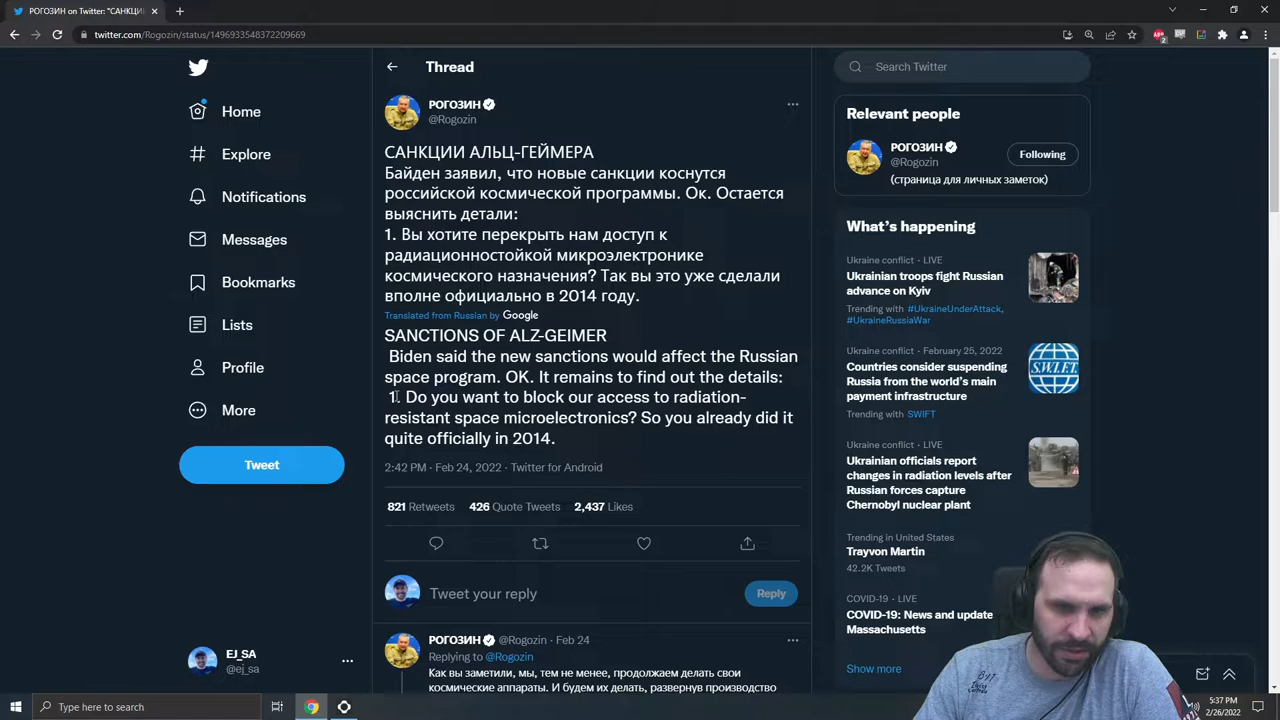 РОГОЗИН on Twitter: "САНКЦИ
twitter.com/Rogozin/status/1496933548372209669
2
Home
Explore
Notifications
Messages
Bookmarks
Lists
Profile
More
Tweet
EJ_SA
@ej_sa
Thread
РОГОЗИН
@Rogozin
САНКЦИИ АЛЬЦ-ГЕЙМЕРА
Байден заявил, что новые санкции коснутся
российской космической программы. Ок. Остается
выяснить детали:
1. Вы хотите перекрыть нам доступ к
радиационностойкой микроэлектронике
космического назначения? Так вы это уже сделали
вполне официально в 2014 году.
Translated from Russian by Google
SANCTIONS OF ALZ-GEIMER
Biden said the new sanctions would affect the Russian
space program. OK. It remains to find out the details:
1. Do you want to block our access to radiation-
resistant space microelectronics? So you already did it
quite officially in 2014.
2:42 PM · Feb 24, 2022 · Twitter for Android
821 Retweets 426 Quote Tweets 2,437 Likes
Tweet your reply
Reply
РОГОЗИН @Rogozin · Feb 24
Replying to @Rogozin
Как вы заметили, мы, тем не менее, продолжаем делать свои
космические аппараты. И будем их делать, развернув производство
Search Twitter
Relevant people
РОГОЗИН
@Rogozin
Following
(страница для личных заметок)
What's happening
Ukraine conflict · LIVE
Ukrainian troops fight Russian
advance on Kyiv
Trending with #UkraineUnderAttack,
#UkraineRussiaWar
Ukraine conflict · February 25, 2022
Countries consider suspending
Russia from the world's main
payment infrastructure
Trending with SWIFT
S.W.I.F.T.
Ukraine conflict · LIVE
Ukrainian officials report
changes in radiation levels after
Russian forces capture
Chernobyl nuclear plant
Trending in United States
Trayvon Martin
42.2K Tweets
COVID-19 · LIVE
COVID-19: News and update
Massachusetts
Show more
Type here to search
5:37 PM
2/26/2022